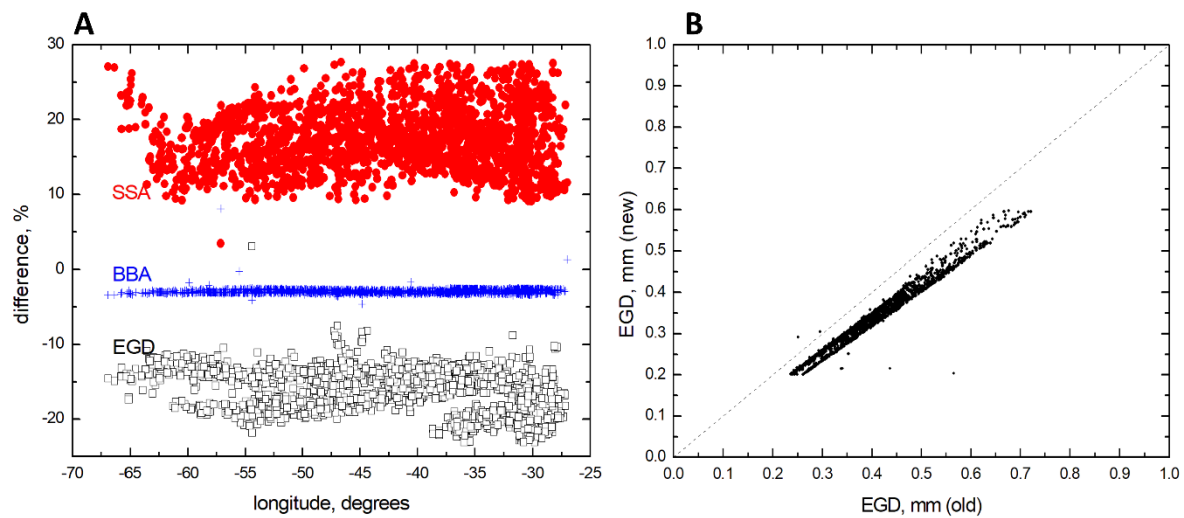 A
30
20
10
0
-10
-20
-70 -65 -60 -55 -50 -45 -40 -35 -30 -25
difference, %
longitude, degrees
SSA
BBA
EGD
B
1.0
0.9
0.8
0.7
0.6
0.5
0.4
0.3
0.2
0.1
0.0
0.0 0.1 0.2 0.3 0.4 0.5 0.6 0.7 0.8 0.9 1.0
EGD, mm (new)
EGD, mm (old)